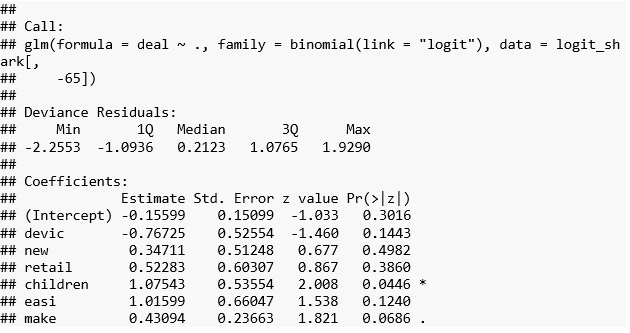 ##
## Call:
## glm(formula = deal ~ ., family = binomial(link = "logit"), data = logit_sh
ark[,
##     -65])
##
## Deviance Residuals:
##     Min       1Q   Median       3Q      Max
## -2.2553  -1.0936   0.2123   1.0765   1.9290
##
## Coefficients:
##             Estimate Std. Error z value Pr(>|z|)
## (Intercept) -0.15599    0.15099  -1.033   0.3016
## devic       -0.76725    0.52554  -1.460   0.1443
## new          0.34711    0.51248   0.677   0.4982
## retail       0.52283    0.60307   0.867   0.3860
## children     1.07543    0.53554   2.008   0.0446 *
## easi         1.01599    0.66047   1.538   0.1240
## make         0.43094    0.23663   1.821   0.0686 .